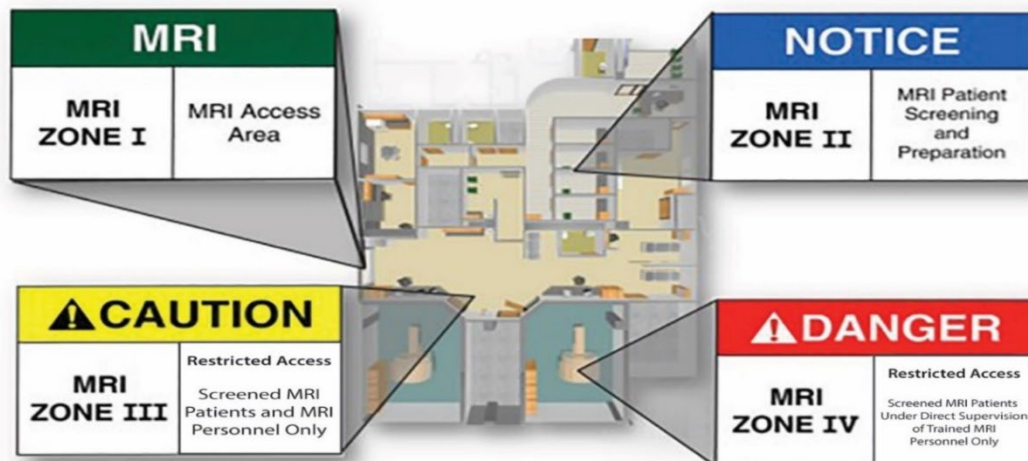 MRI
MRI
ZONE I
MRI Access
Area
NOTICE
MRI
ZONE II
MRI Patient
Screening
and
Preparation
⚠CAUTION
MRI
ZONE III
Restricted Access
Screened MRI
Patients and MRI
Personnel Only
⚠DANGER
MRI
ZONE IV
Restricted Access
Screened MRI Patients
Under Direct Supervision
of Trained MRI
Personnel Only